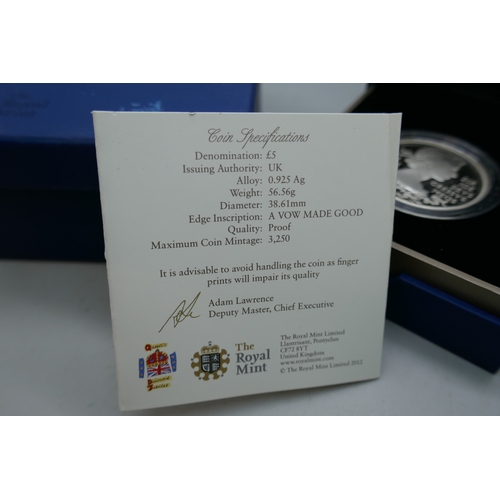 Coin Specifications
Denomination: £5
Issuing Authority: UK
Alloy: 0.925 Ag
Weight: 56.56g
Diameter: 38.61mm
Edge Inscription: A VOW MADE GOOD
Quality: Proof
Maximum Coin Mintage: 3,250
It is advisable to avoid handling the coin as finger
prints will impair its quality
Adam Lawrence
Deputy Master, Chief Executive
The
Royal
Mint
The Royal Mint Limited
Llantrisant, Pontyclun
CF72 8YT
United Kingdom
www.royalmint.com
© The Royal Mint Limited 2012
Queen's
Diamond
Jubilee